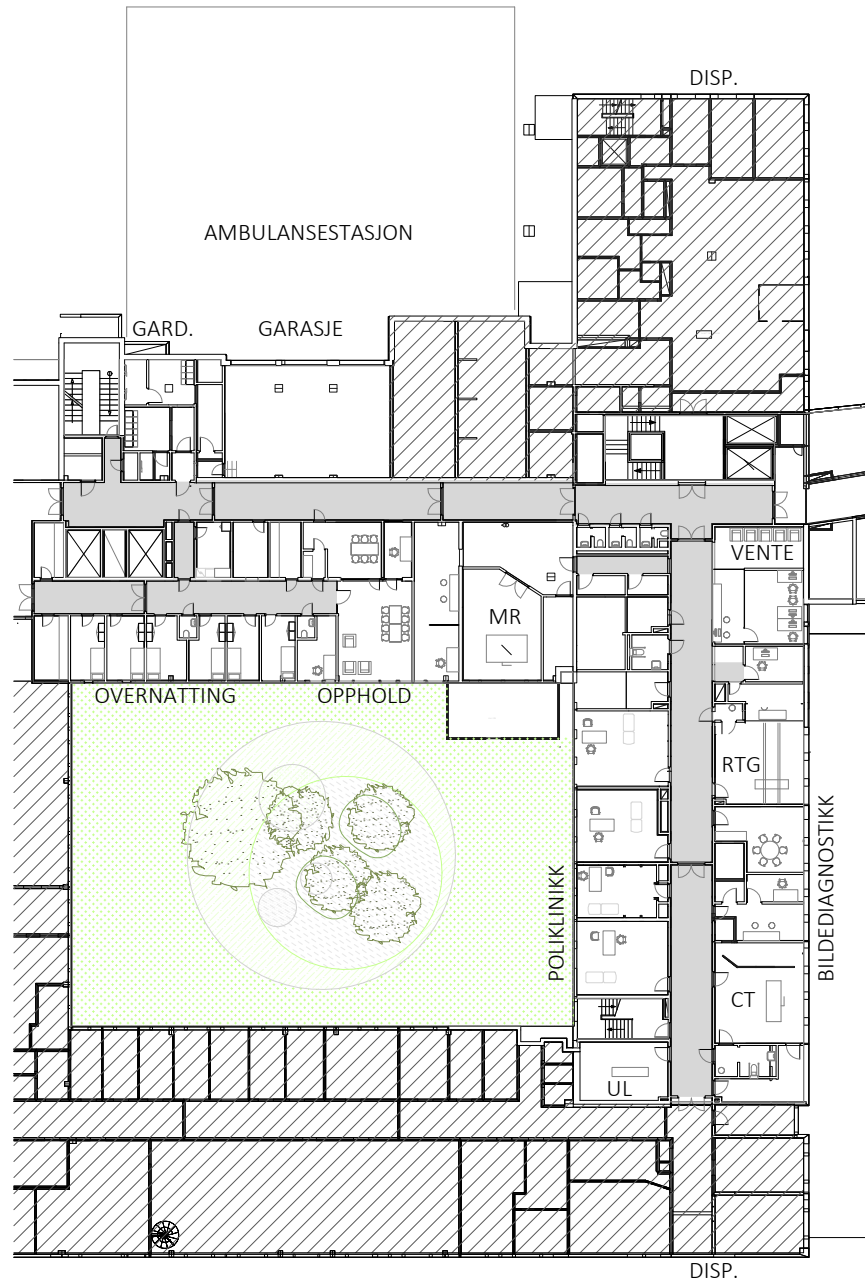 DISP.
AMBULANSESTASJON
GARD.
GARASJE
VENTE
MR
OVERNATTING
OPPHOLD
RTG
POLIKLINIKK
BILDEDIAGNOSTIKK
CT
UL
DISP.